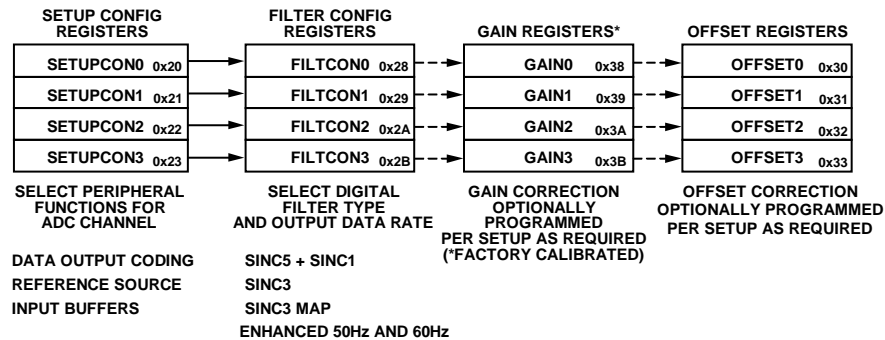 SETUP CONFIG
REGISTERS
FILTER CONFIG
REGISTERS
GAIN REGISTERS*
OFFSET REGISTERS
SETUPCON0 0x20
FILTCON0 0x28
GAIN0 0x38
OFFSET0 0x30
SETUPCON1 0x21
FILTCON1 0x29
GAIN1 0x39
OFFSET1 0x31
SETUPCON2 0x22
FILTCON2 0x2A
GAIN2 0x3A
OFFSET2 0x32
SETUPCON3 0x23
FILTCON3 0x2B
GAIN3 0x3B
OFFSET3 0x33
SELECT PERIPHERAL
FUNCTIONS FOR
ADC CHANNEL
SELECT DIGITAL
FILTER TYPE
AND OUTPUT DATA RATE
GAIN CORRECTION
OPTIONALLY
PROGRAMMED
PER SETUP AS REQUIRED
(*FACTORY CALIBRATED)
OFFSET CORRECTION
OPTIONALLY PROGRAMMED
PER SETUP AS REQUIRED
DATA OUTPUT CODING
REFERENCE SOURCE
INPUT BUFFERS
SINC5 + SINC1
SINC3
SINC3 MAP
ENHANCED 50Hz AND 60Hz